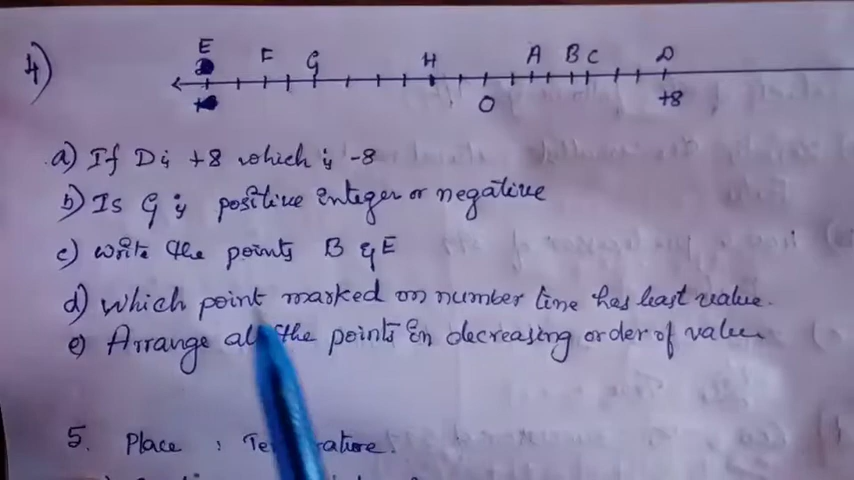 4)
E F G H A B C D
O +8
a) If D is +8 which is -8
b) Is G is positive integer or negative
c) write the points B & E
d) which point marked on number line has least value.
e) Arrange all the points in decreasing order of value
5. Place : Temperature.